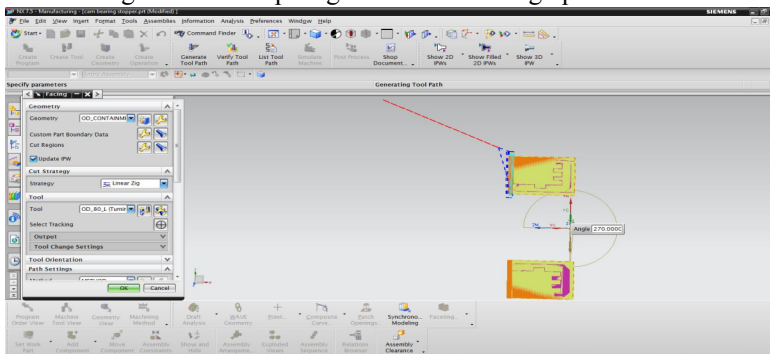 NX 7.5 - Manufacturing - [cam bearing stopper.prt (Modified) ]
SIEMENS
File Edit View Insert Format Tools Assemblies Information Analysis Preferences Window Help
Start Command Finder
Create Program Create Tool Create Geometry Create Operation Generate Tool Path Verify Tool Path List Tool Path Simulate Machine Post Process Shop Document... Show 2D IPWs Show Filled 2D IPWs Show 3D IPW
Entire Assembly
Specify parameters Generating Tool Path
Facing
Geometry
Geometry OD_CONTAINM
Custom Part Boundary Data
Cut Regions
Update IPW
Cut Strategy
Strategy Linear Zig
Tool
Tool OD_80_L (Turnin
Select Tracking
Output
Tool Change Settings
Tool Orientation
Path Settings
OK Cancel
Angle 270.000
Program Order View Machine Tool View Geometry View Machining Method Draft Analysis WAVE Geometry Point... Composite Curve... Patch Openings... Synchrono... Modeling Faceting...
Set Work Part Add Component Move Component Assembly Constraints Show and Hide Assembly Arrangeme... Exploded Views Assembly Sequence Relations Browser Assembly Clearance